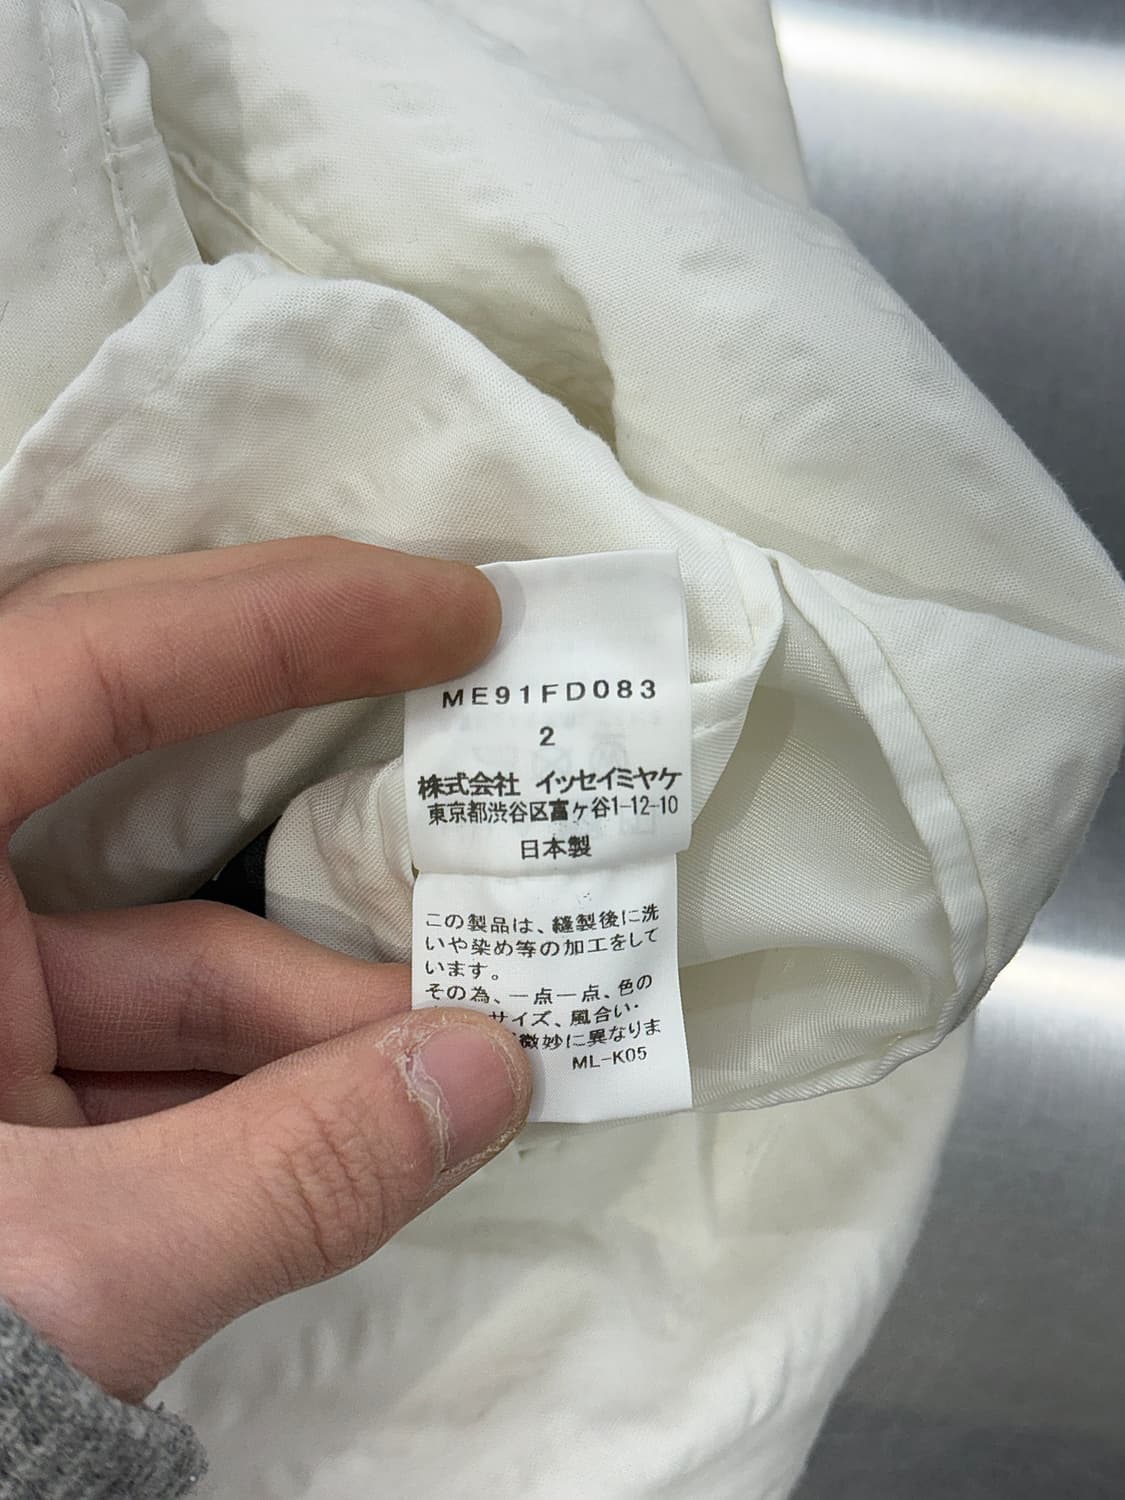 ME91FD083
2
株式会社 イッセイミヤケ
東京都渋谷区富ヶ谷1-12-10
日本製
この製品は、縫製後に洗
いや染め等の加工をして
います。
その為、一点一点、色の
サイズ、風合い・
微妙に異なりま
ML-K05